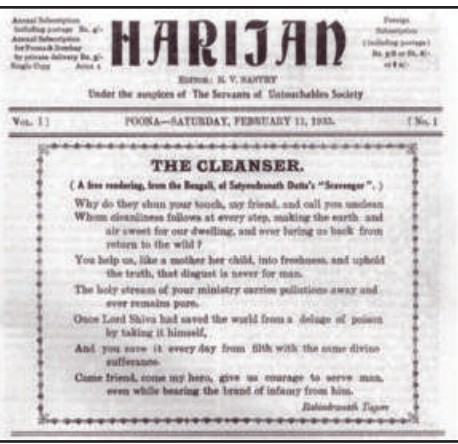 Annual Subscription
Including postage Rs. 4/-
Annual Subscription
for Poona & Bombay
by private delivery Rs.
Single Copy Anna 1
HARIJAN
EDITOR: R. V. SASTRY
Under the auspices of The Servants of Untouchables Society
Foreign
Subscription
(including postage)
VOL. 1 ]
POONA—SATURDAY, FEBRUARY 11, 1933.
[ No. 1
THE CLEANSER.
( A free rendering, from the Bengali, of Satyendranath Dutta's "Scavenger". )
Why do they shun your touch, my friend, and call you unclean
Whom cleanliness follows at every step, making the earth and
air sweet for our dwelling, and ever luring us back from
return to the wild ?
You help us, like a mother her child, into freshness, and uphold
the truth, that disgust is never for man.
The holy stream of your ministry carries pollutions away and
ever remains pure.
Once Lord Shiva had saved the world from a deluge of poison
by taking it himself,
And you save it every day from filth with the same divine
sufferance.
Come friend, come my hero, give us courage to serve man,
even while bearing the brand of infamy from him.
Rabindranath Tagore